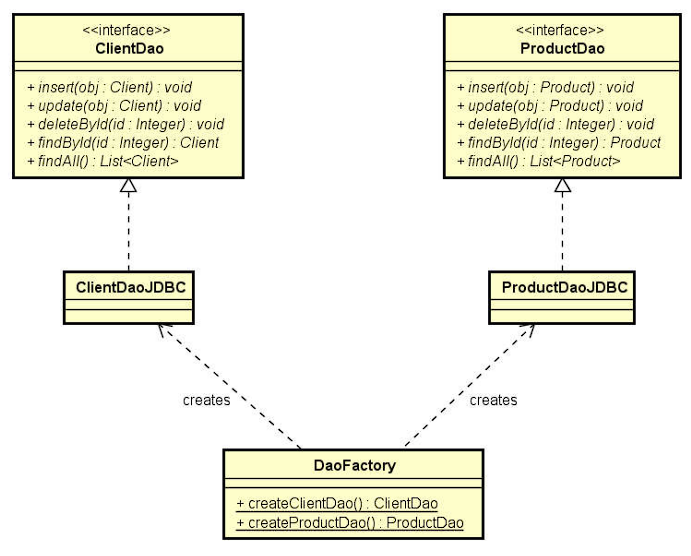 <<interface>>
ClientDao
+ insert(obj : Client) : void
+ update(obj : Client) : void
+ deleteById(id : Integer) : void
+ findById(id : Integer) : Client
+ findAll() : List<Client>
<<interface>>
ProductDao
+ insert(obj : Product) : void
+ update(obj : Product) : void
+ deleteById(id : Integer) : void
+ findById(id : Integer) : Product
+ findAll() : List<Product>
ClientDaoJDBC
ProductDaoJDBC
creates
creates
DaoFactory
+ createClientDao() : ClientDao
+ createProductDao() : ProductDao